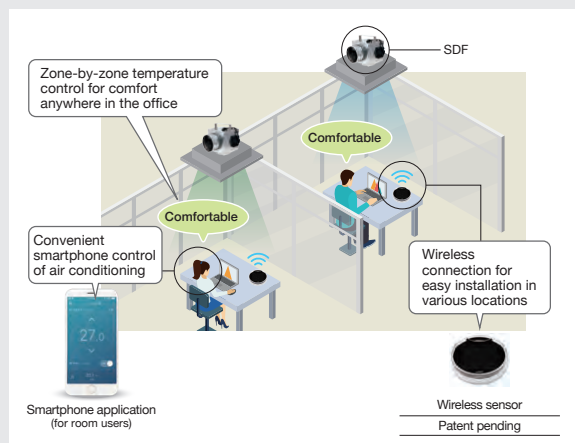 SDF
Zone-by-zone temperature
control for comfort
anywhere in the office
Comfortable
Comfortable
Convenient
smartphone control
of air conditioning
Wireless
connection for
easy installation in
various locations
27.0
Smartphone application
(for room users)
Wireless sensor
Patent pending